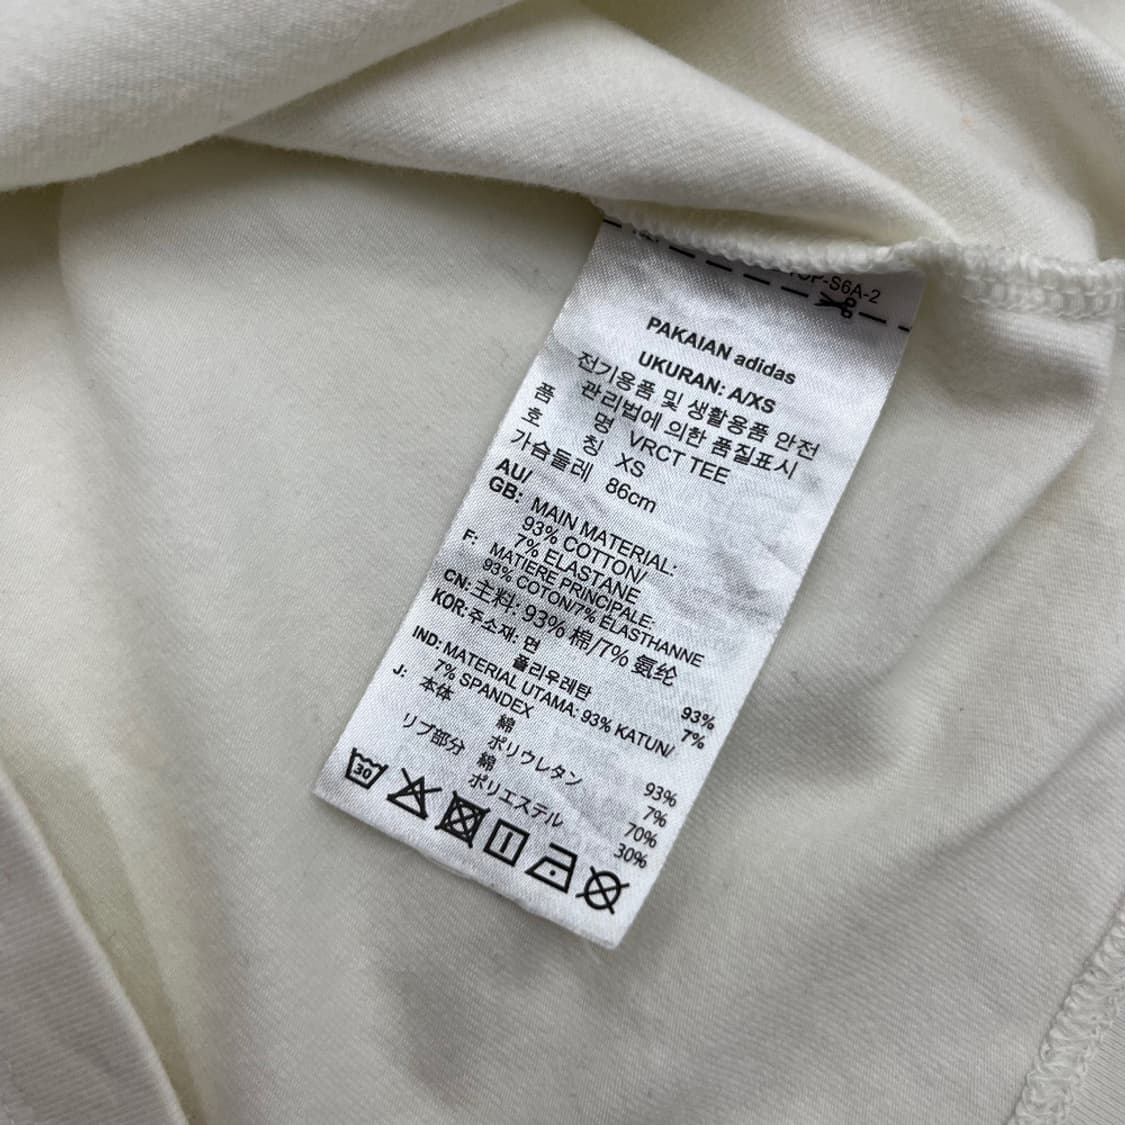 OP-S6A-2
PAKAIAN adidas
UKURAN: A/XS
전기용품 및 생활용품 안전
관리법에 의한 품질표시
품 명 VRCT TEE
호 칭 XS
가슴둘레 86cm
AU/
GB: MAIN MATERIAL:
93% COTTON/
7% ELASTANE
F: MATIERE PRINCIPALE:
93% COTON/7% ÉLASTHANNE
CN: 主料: 93% 棉/7% 氨纶
KOR: 주소재: 면 93%
폴리우레탄 7%
IND: MATERIAL UTAMA: 93% KATUN/
7% SPANDEX
J: 本体 綿 93%
ポリウレタン 7%
リブ部分 綿 70%
ポリエステル 30%
30